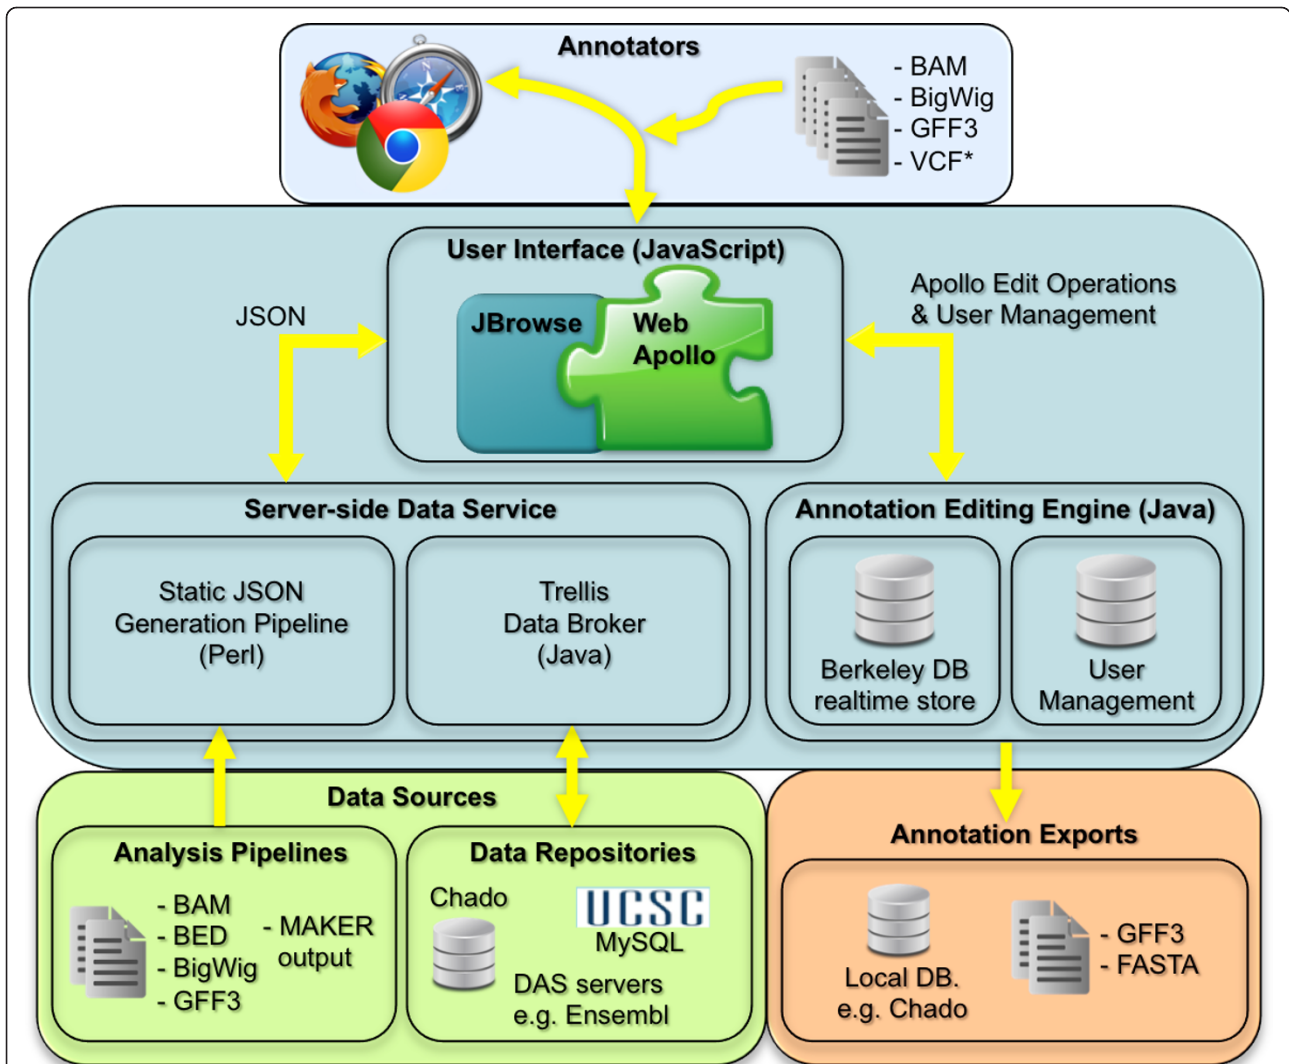 Annotators
- BAM
- BigWig
- GFF3
- VCF*
User Interface (JavaScript)
JBrowse
Web
Apollo
JSON
Apollo Edit Operations
& User Management
Server-side Data Service
Static JSON
Generation Pipeline
(Perl)
Trellis
Data Broker
(Java)
Annotation Editing Engine (Java)
Berkeley DB
realtime store
User
Management
Data Sources
Analysis Pipelines
- BAM
- BED
- BigWig
- GFF3
- MAKER
output
Data Repositories
Chado
UCSC
MySQL
DAS servers
e.g. Ensembl
Annotation Exports
Local DB.
e.g. Chado
- GFF3
- FASTA